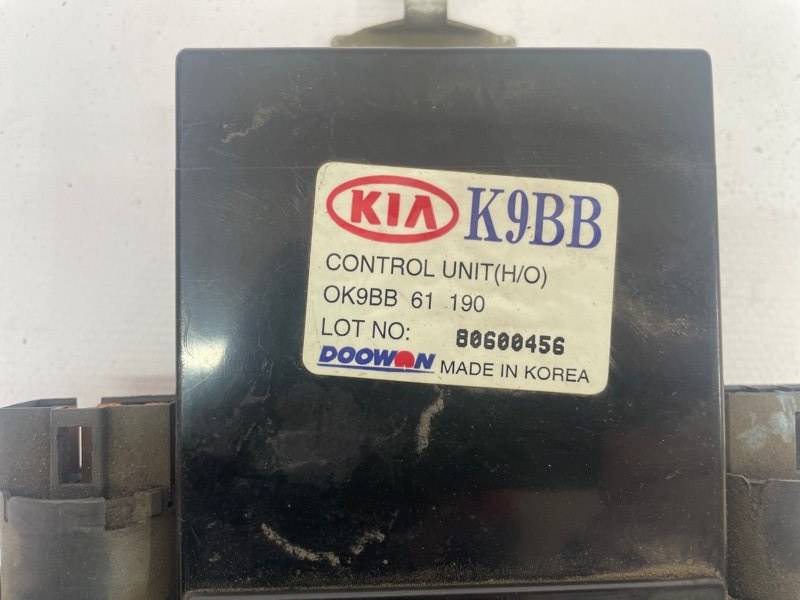 KIA K9BB
CONTROL UNIT(H/O)
OK9BB 61 190
LOT NO: 80600456
DOOWON MADE IN KOREA